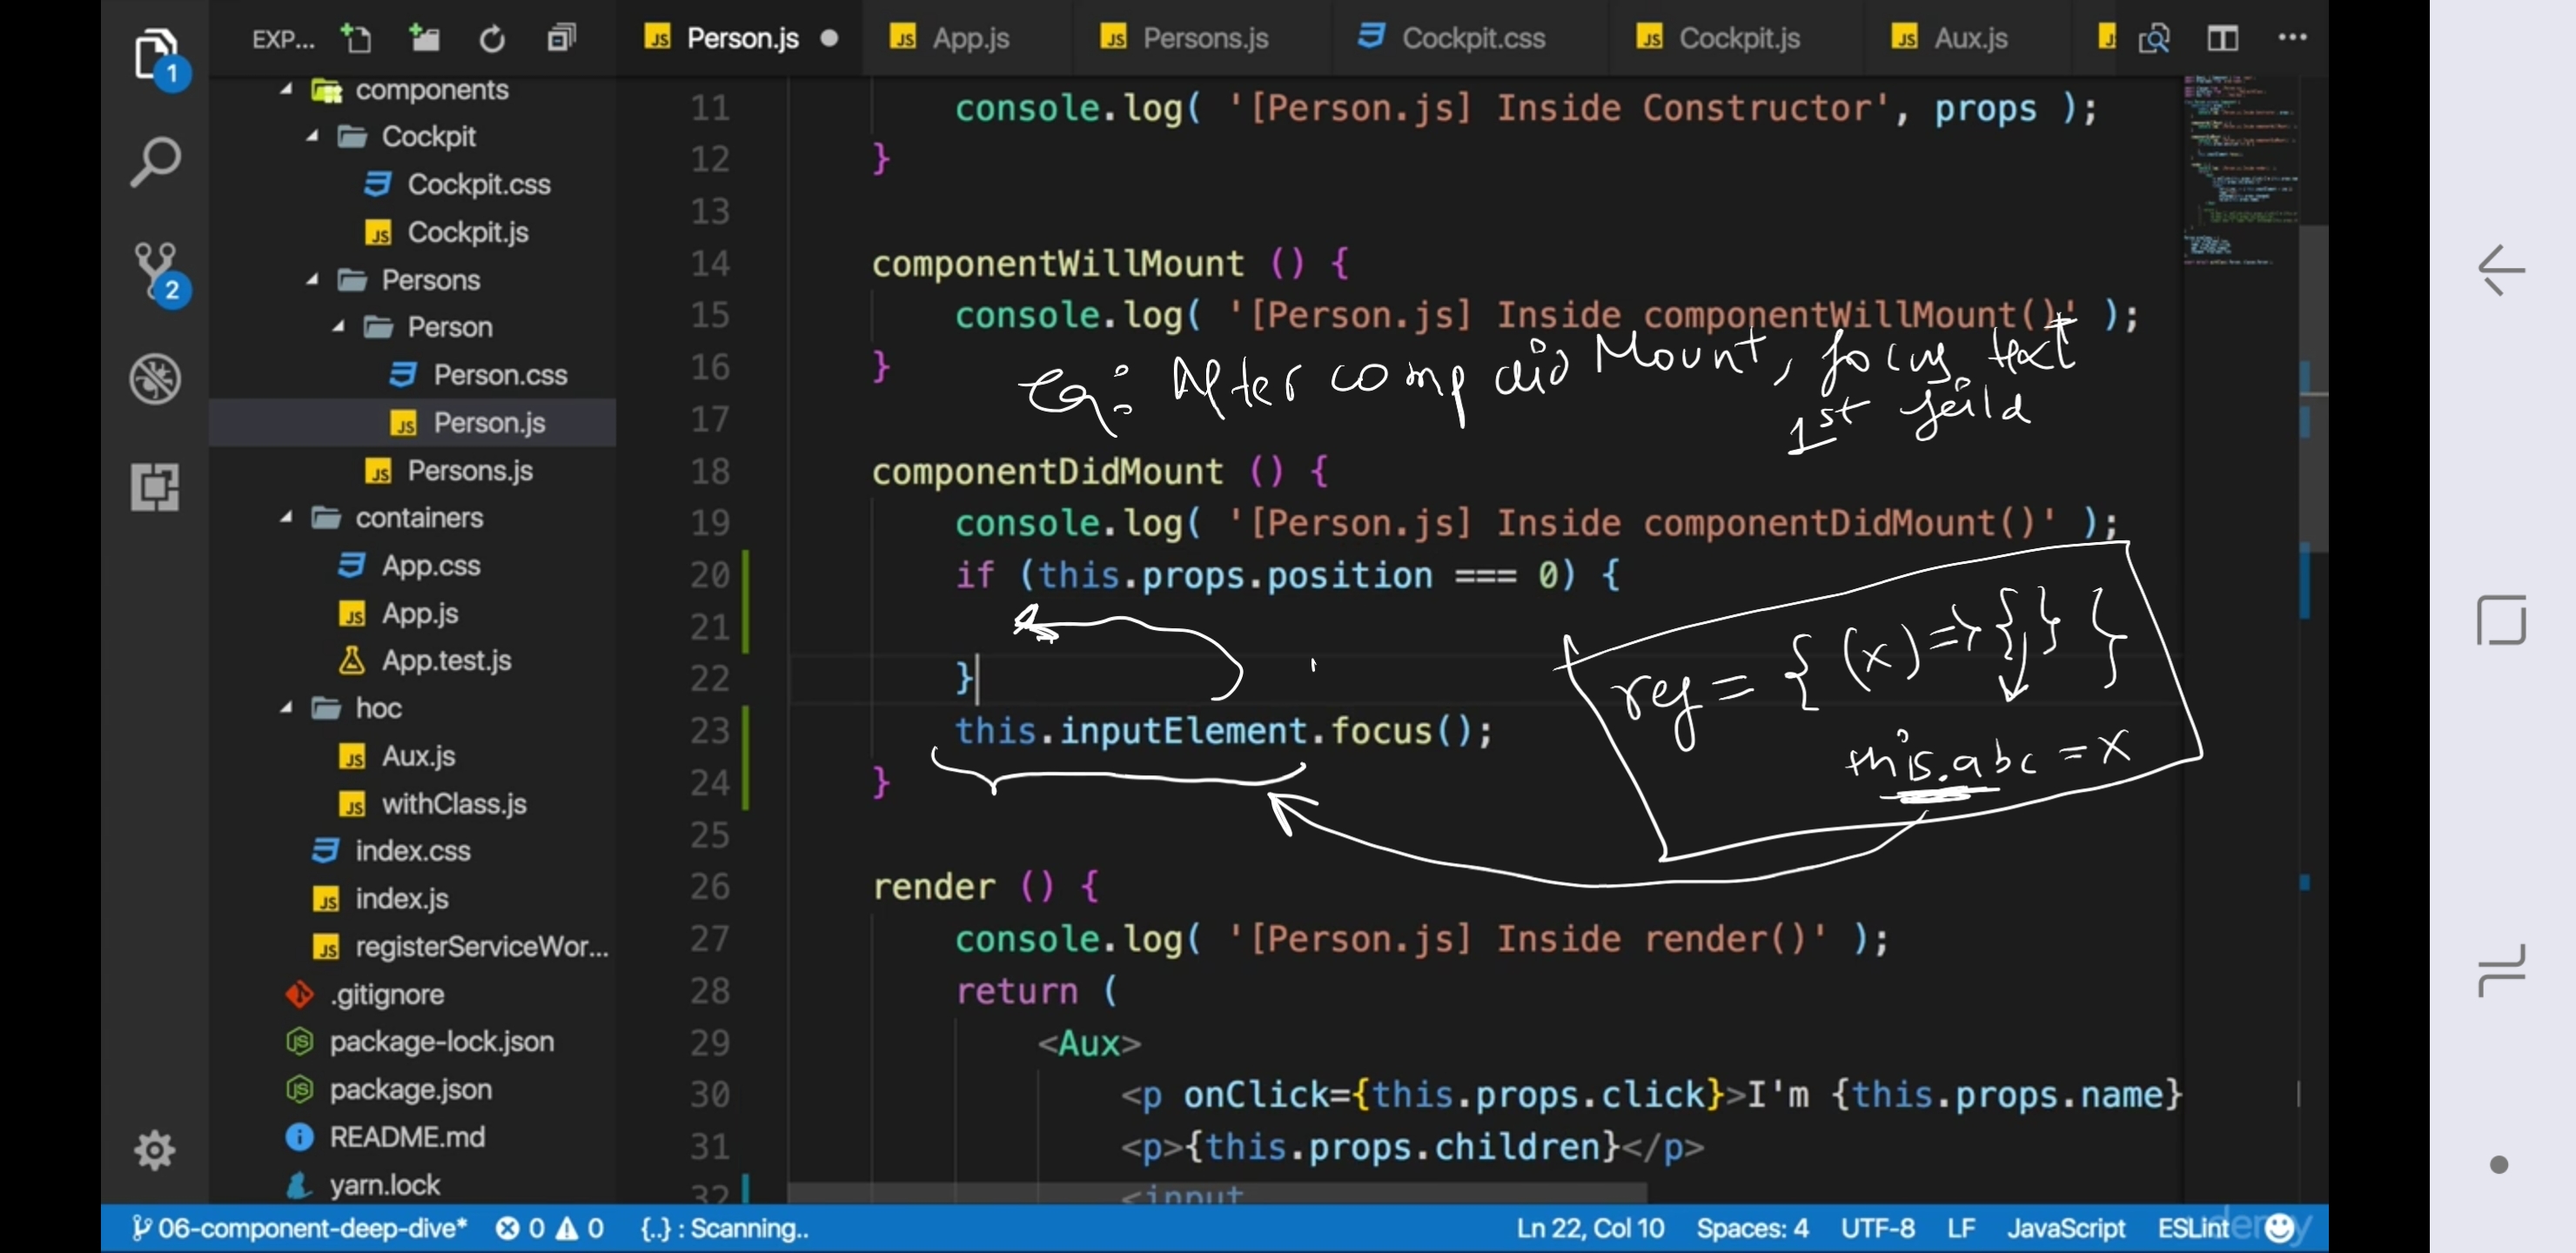 EXP...
Person.js
App.js
Persons.js
Cockpit.css
Cockpit.js
Aux.js
1
2
components
Cockpit
Cockpit.css
Cockpit.js
Persons
Person
Person.css
Person.js
Persons.js
containers
App.css
App.js
App.test.js
hoc
Aux.js
withClass.js
index.css
index.js
registerServiceWor...
.gitignore
package-lock.json
package.json
README.md
yarn.lock
11 console.log( '[Person.js] Inside Constructor', props );
12 }
13
14 componentWillMount () {
15 console.log( '[Person.js] Inside componentWillMount()' );
16 }
Eg: After comp did Mount, focus text
1st feild
17
18 componentDidMount () {
19 console.log( '[Person.js] Inside componentDidMount()' );
20 if (this.props.position === 0) {
21
22 }
ref = { (x) => { } }
this.abc = x
23 this.inputElement.focus();
24 }
25
26 render () {
27 console.log( '[Person.js] Inside render()' );
28 return (
29 <Aux>
30 <p onClick={this.props.click}>I'm {this.props.name}
31 <p>{this.props.children}</p>
32 <input
06-component-deep-dive* 0 0 {..} : Scanning.. Ln 22, Col 10 Spaces: 4 UTF-8 LF JavaScript ESLint
udemy